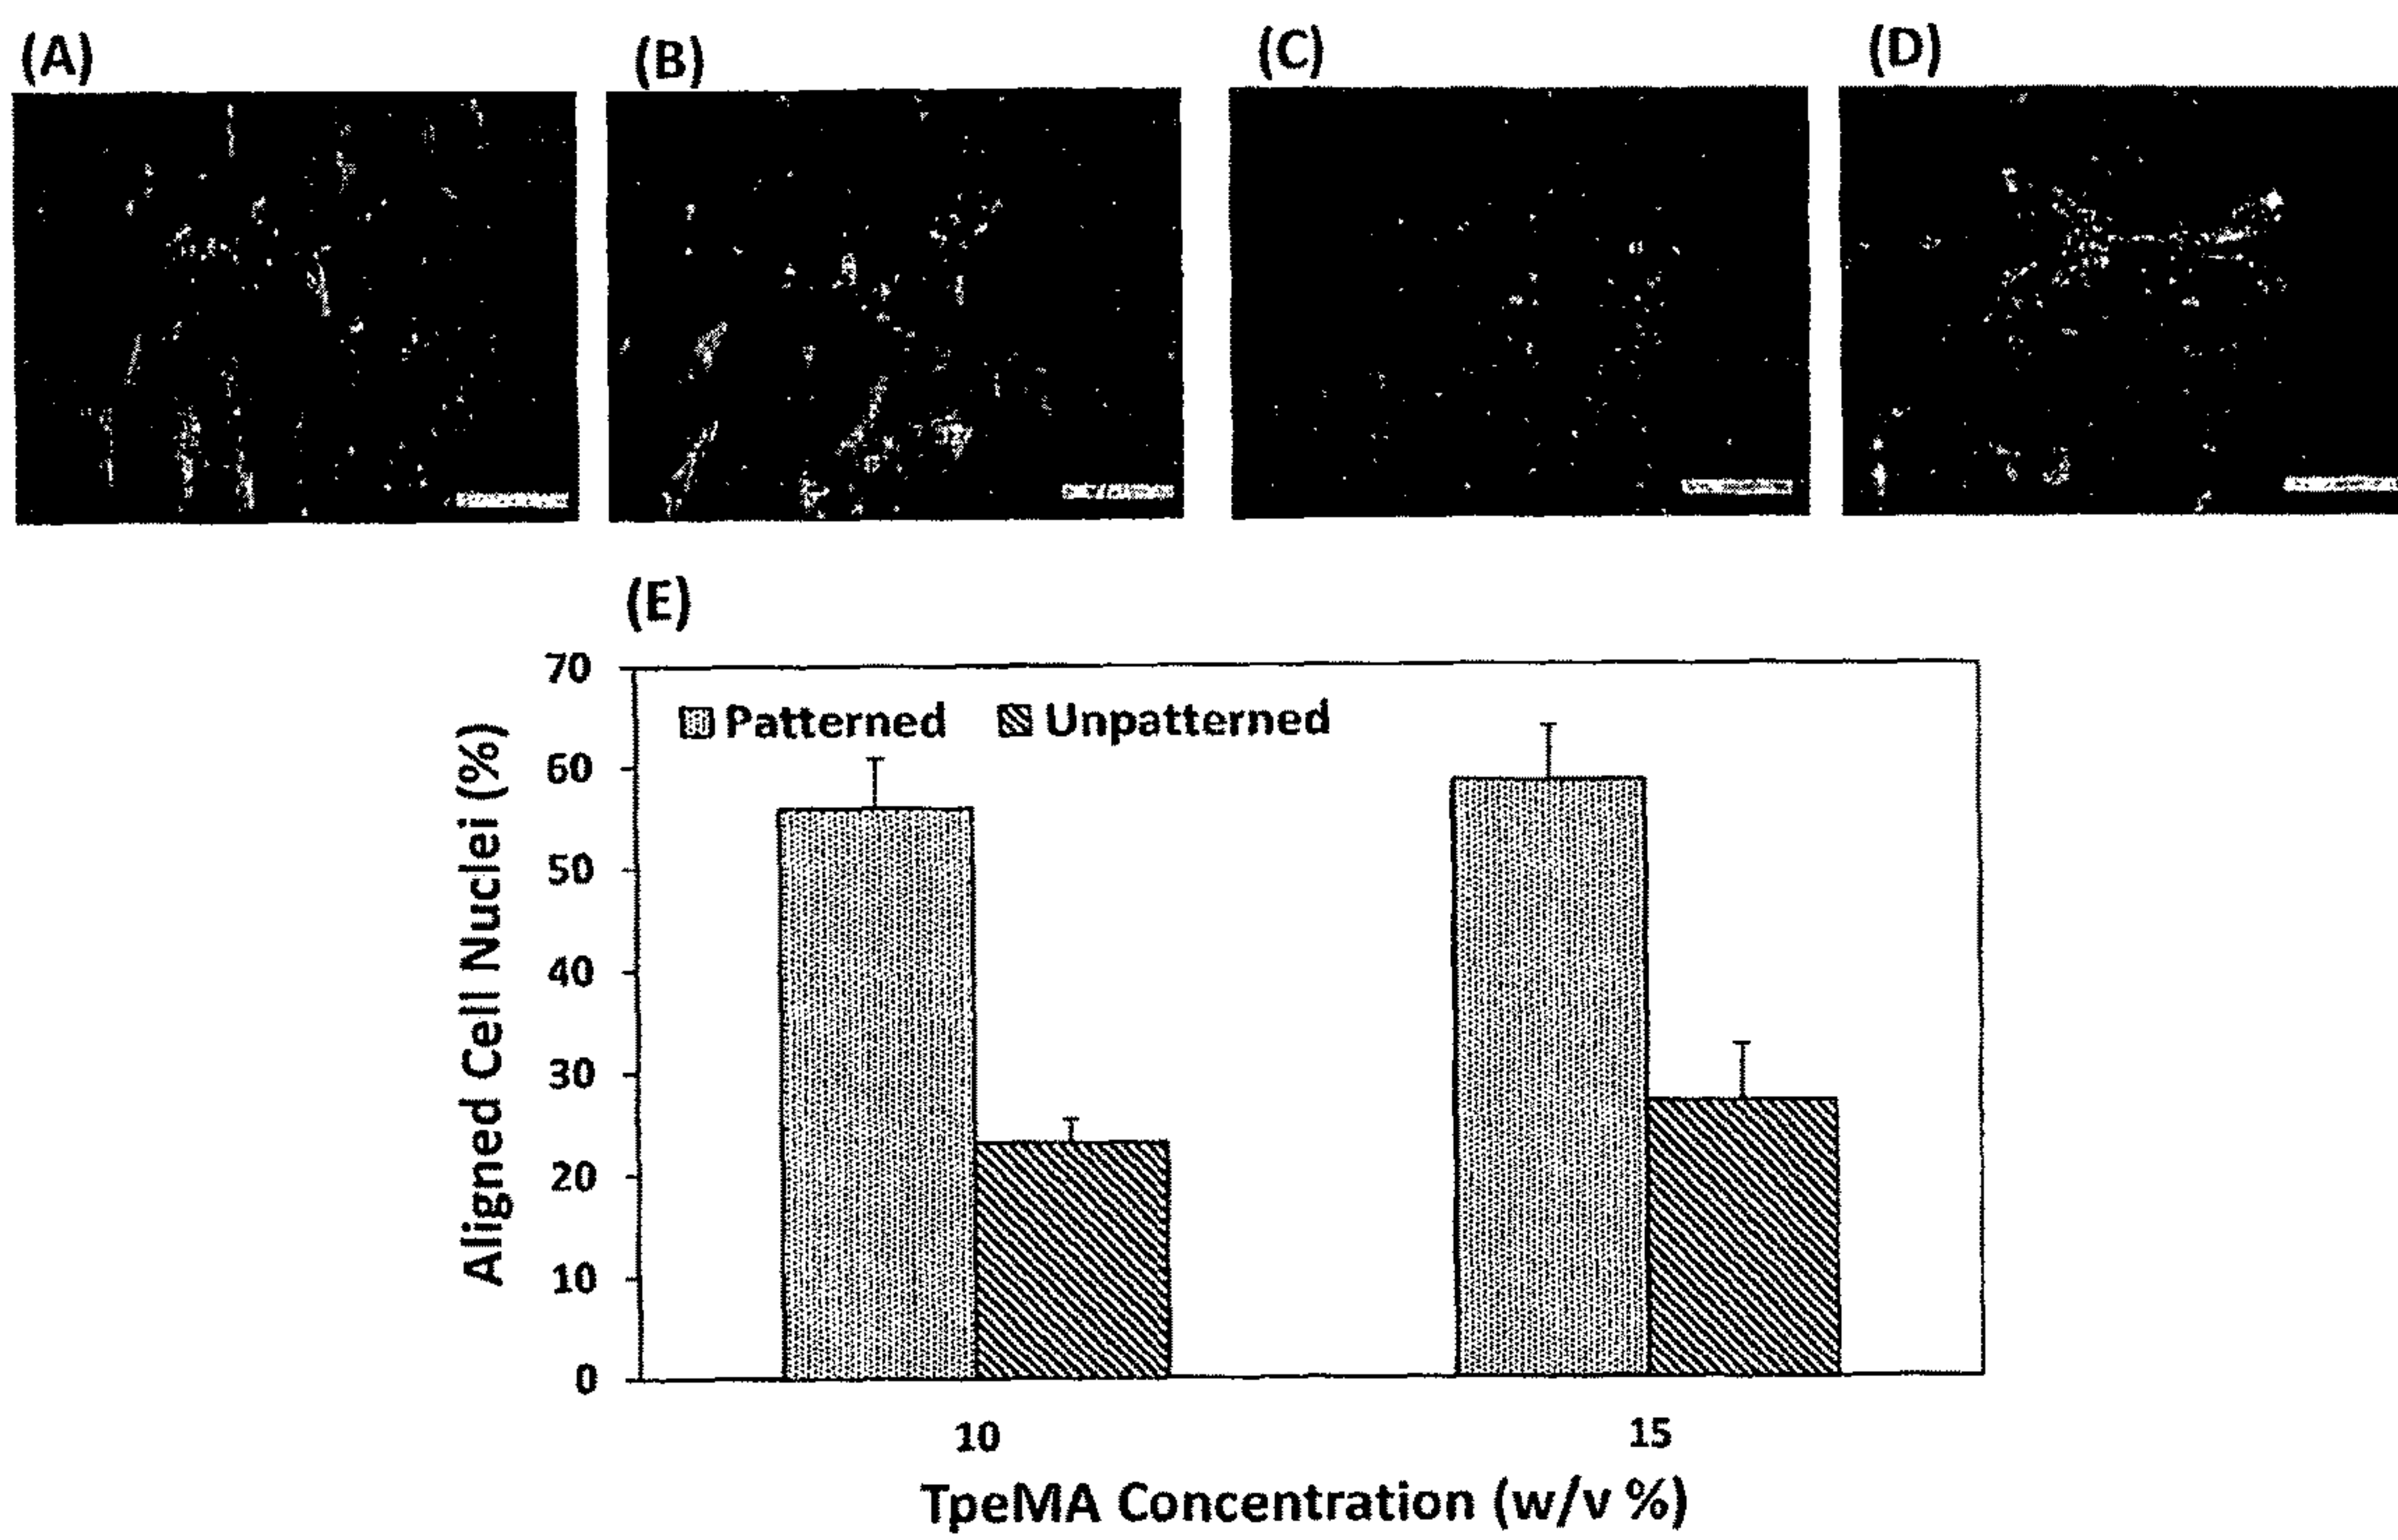 (A)
(B)
(C)
(D)
(E)
70
60
50
40
30
20
10
0
Aligned Cell Nuclei (%)
Patterned Unpatterned
10 15
TpeMA Concentration (w/v %)